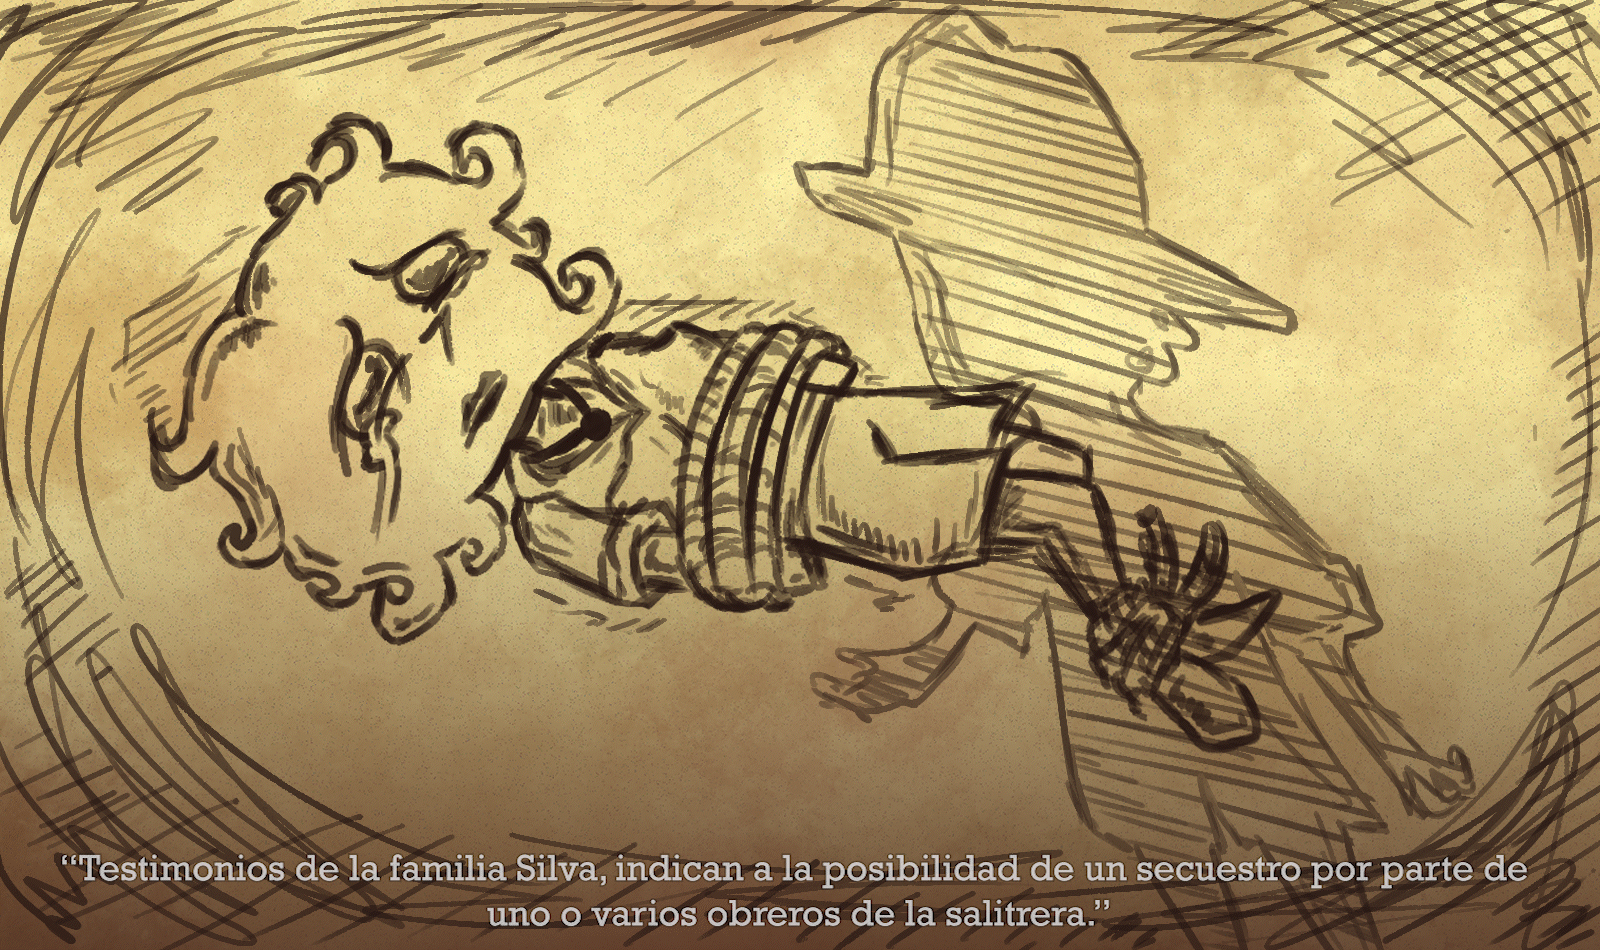 “Testimonios de la familia Silva, indican a la posibilidad de un secuestro por parte de
uno o varios obreros de la salitrera.”